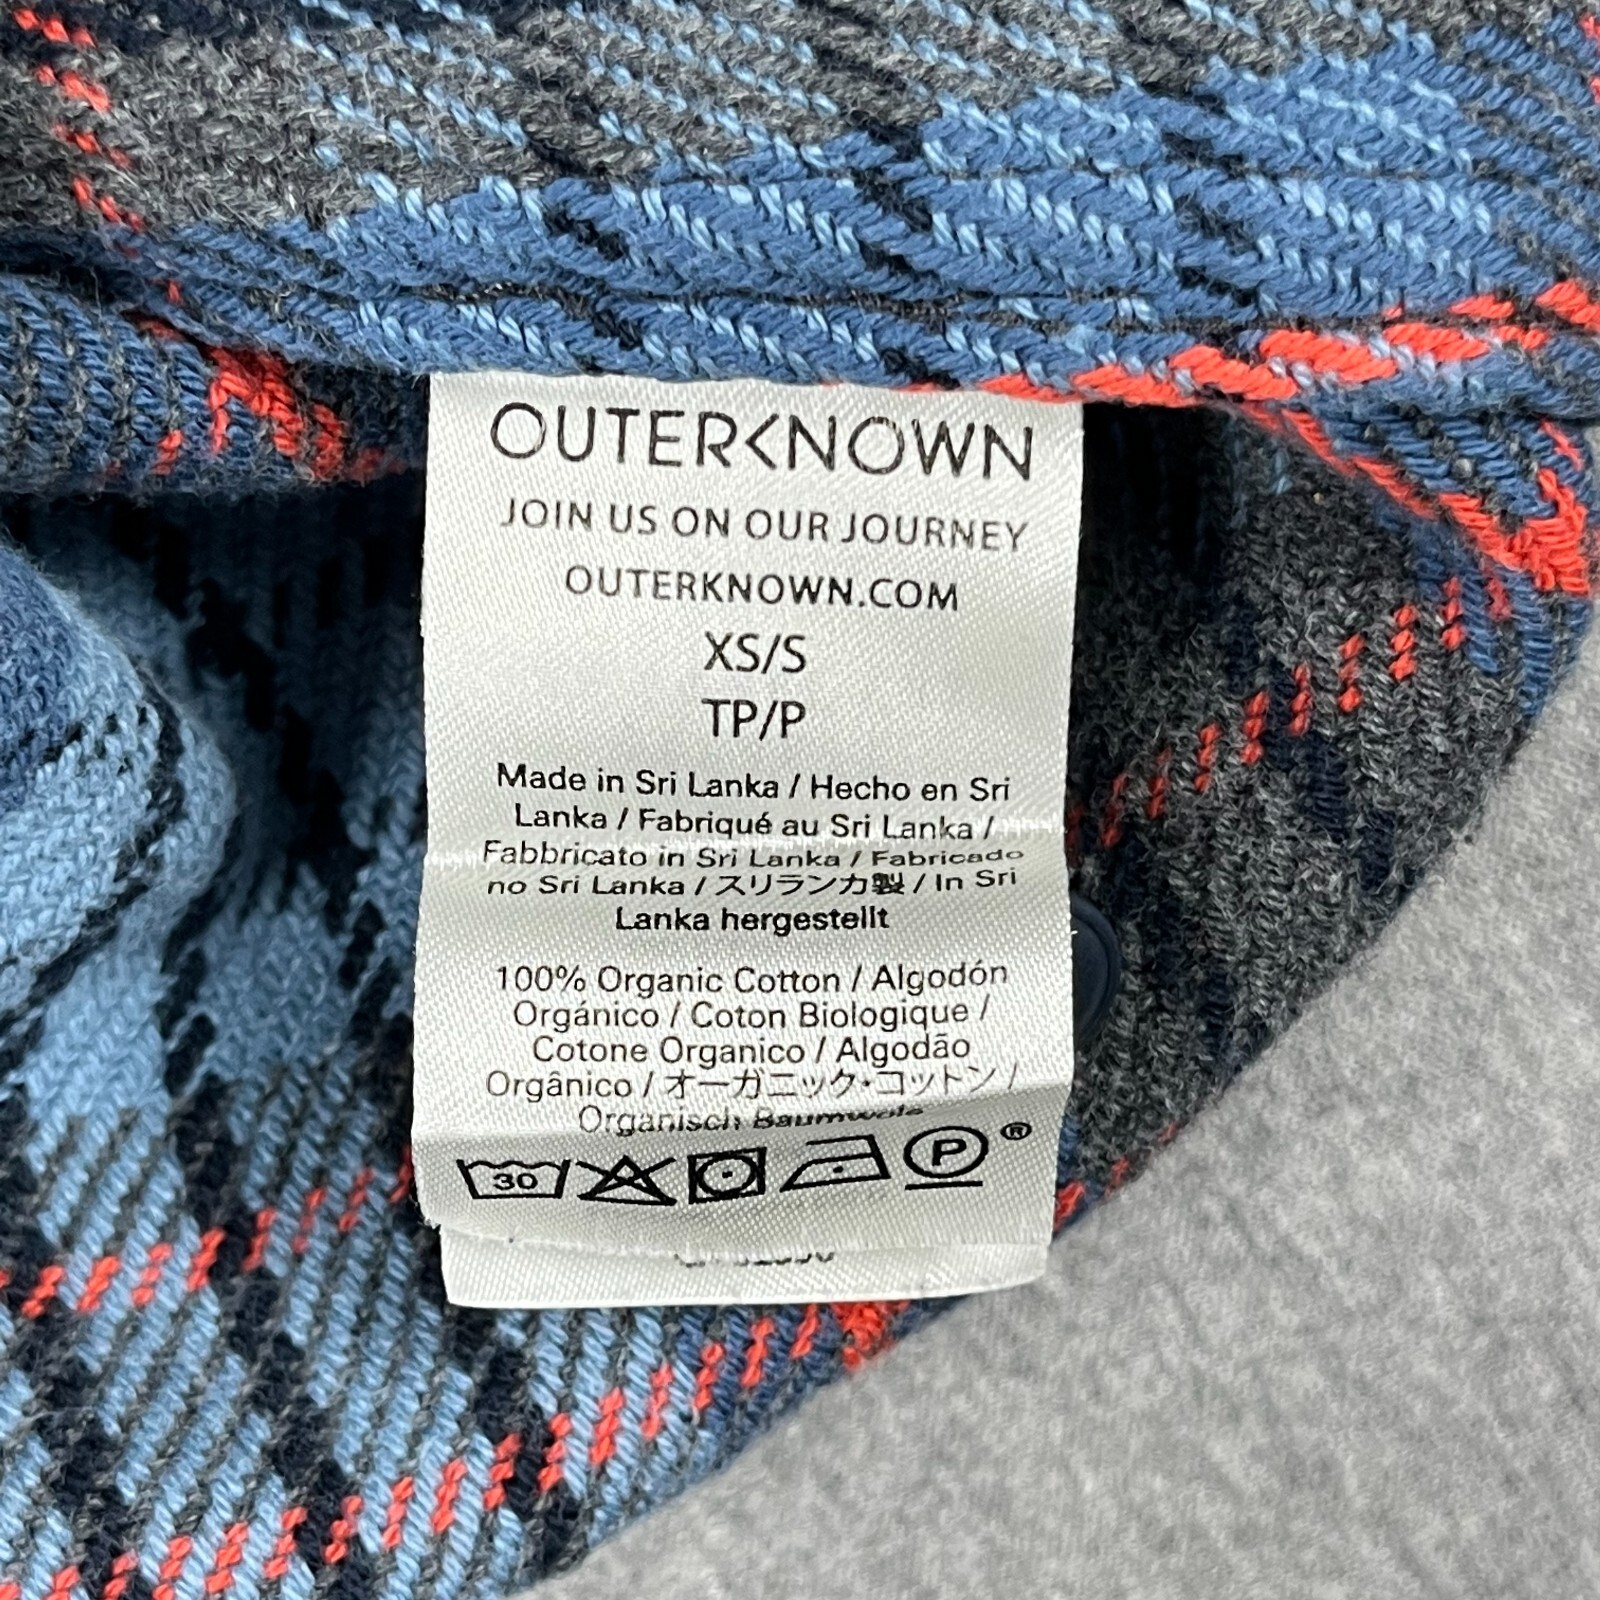 OUTERKNOWN
JOIN US ON OUR JOURNEY
OUTERKNOWN.COM
XS/S
TP/P
Made in Sri Lanka / Hecho en Sri
Lanka / Fabriqué au Sri Lanka /
Fabbricato in Sri Lanka / Fabricado
no Sri Lanka / スリランカ製 / In Sri
Lanka hergestellt
100% Organic Cotton / Algodón
Orgánico / Coton Biologique /
Cotone Organico / Algodão
Orgânico / オーガニック・コットン /
Organisch
30 P ®